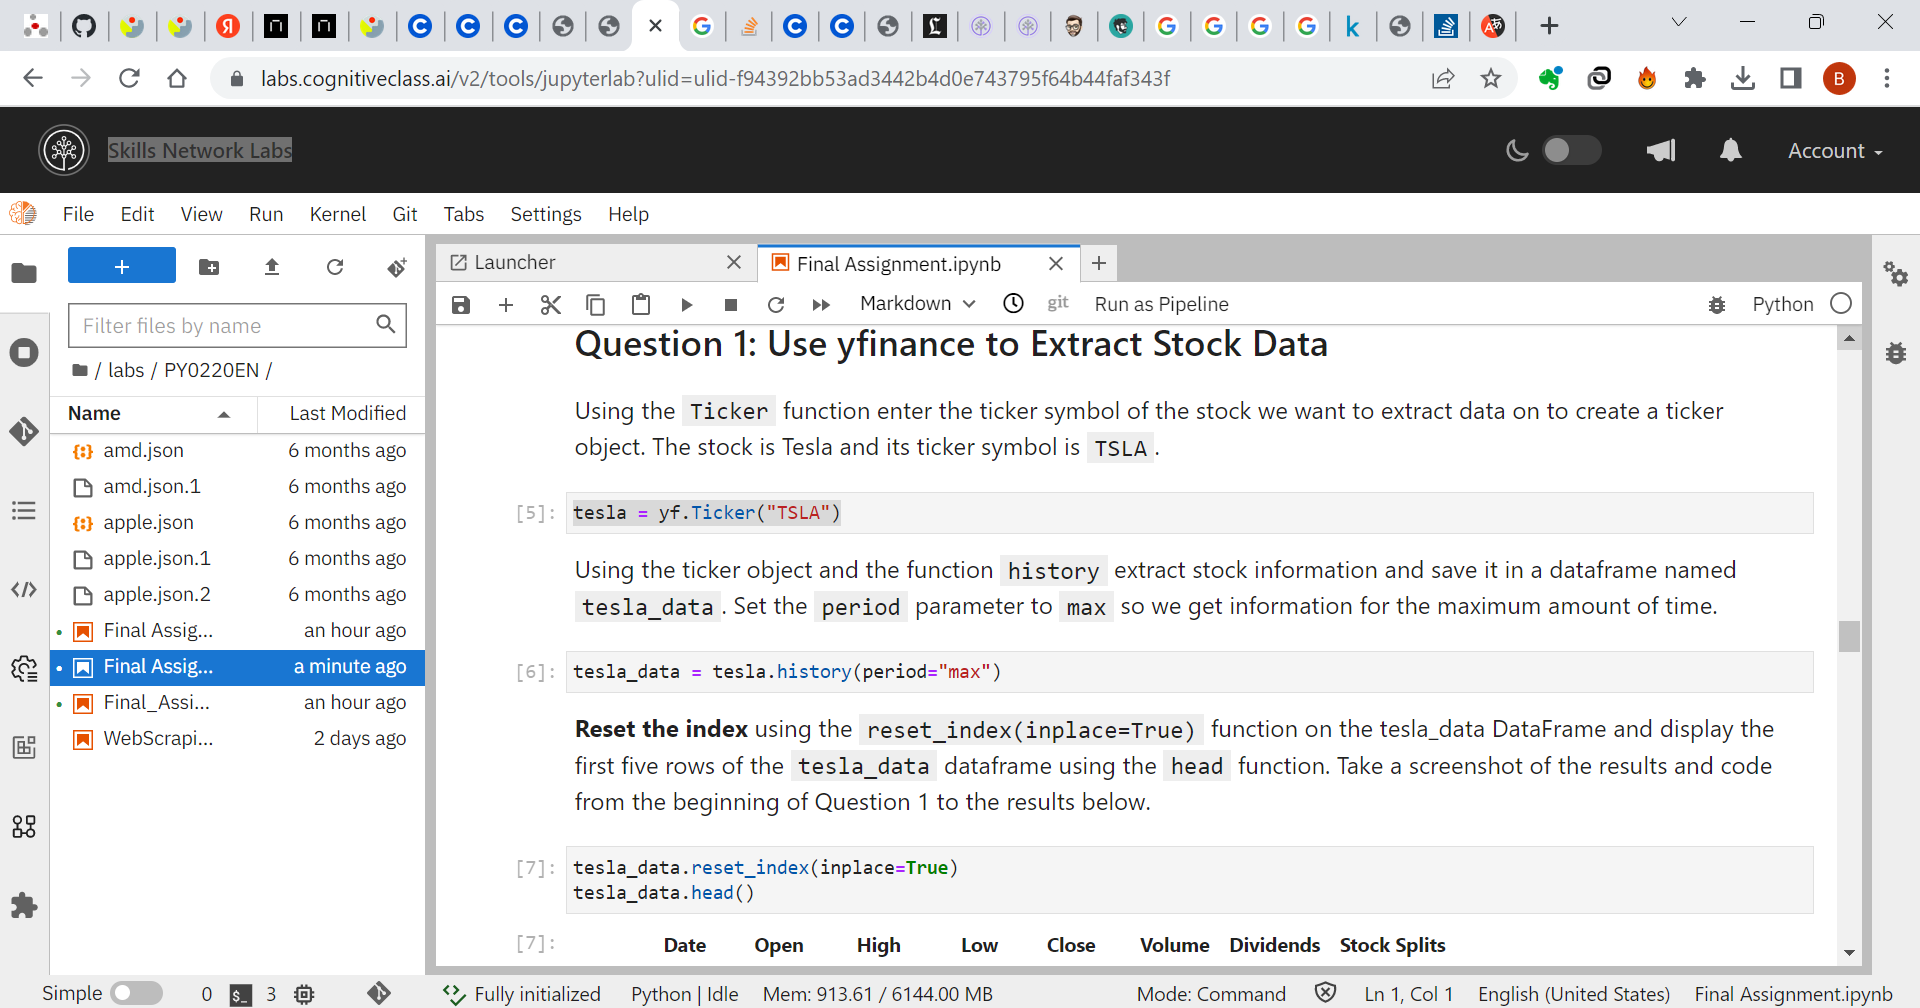 labs.cognitiveclass.ai/v2/tools/jupyterlab?ulid=ulid-f94392bb53ad3442b4d0e743795f64b44faf343f
B
Skills Network Labs
Account
File Edit View Run Kernel Git Tabs Settings Help
+
Filter files by name
/ labs / PY0220EN /
Name Last Modified
amd.json 6 months ago
amd.json.1 6 months ago
apple.json 6 months ago
apple.json.1 6 months ago
apple.json.2 6 months ago
Final Assig... an hour ago
Final Assig... a minute ago
Final_Assi... an hour ago
WebScrapi... 2 days ago
Launcher
Final Assignment.ipynb
Markdown
git
Run as Pipeline
Python
Question 1: Use yfinance to Extract Stock Data
Using the Ticker function enter the ticker symbol of the stock we want to extract data on to create a ticker
object. The stock is Tesla and its ticker symbol is TSLA.
[5]: tesla = yf.Ticker("TSLA")
Using the ticker object and the function history extract stock information and save it in a dataframe named
tesla_data. Set the period parameter to max so we get information for the maximum amount of time.
[6]: tesla_data = tesla.history(period="max")
Reset the index using the reset_index(inplace=True) function on the tesla_data DataFrame and display the
first five rows of the tesla_data dataframe using the head function. Take a screenshot of the results and code
from the beginning of Question 1 to the results below.
[7]: tesla_data.reset_index(inplace=True)
tesla_data.head()
[7]: Date Open High Low Close Volume Dividends Stock Splits
Simple 0 $_ 3 Fully initialized Python | Idle Mem: 913.61 / 6144.00 MB Mode: Command Ln 1, Col 1 English (United States) Final Assignment.ipynb